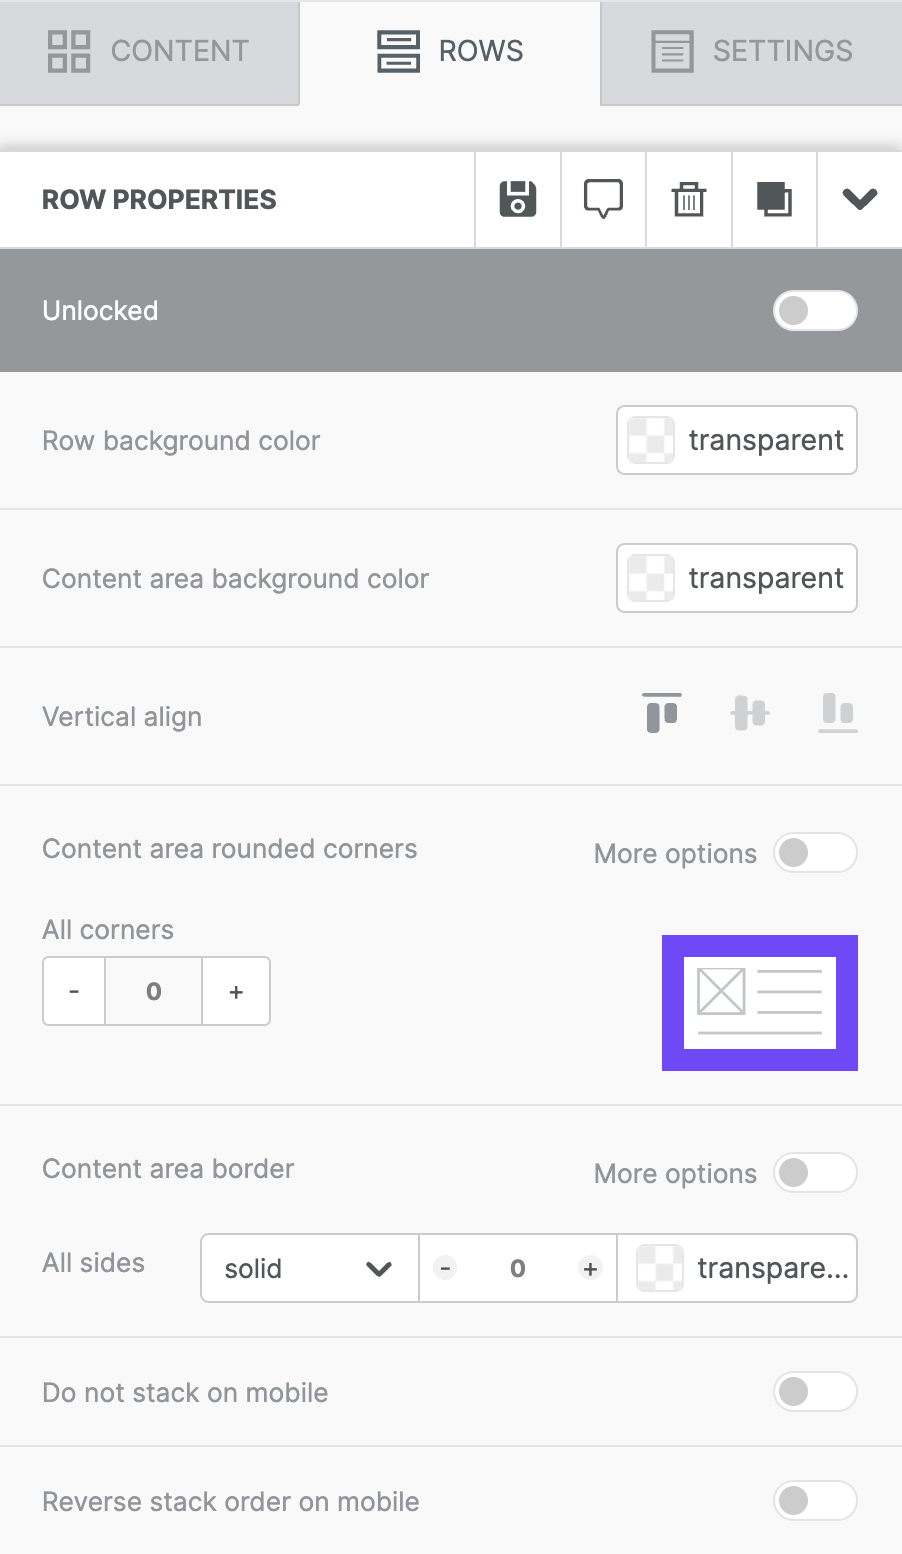 CONTENT
ROWS
SETTINGS
ROW PROPERTIES
Unlocked
Row background color
transparent
Content area background color
transparent
Vertical align
Content area rounded corners
More options
All corners
- 0 +
Content area border
More options
All sides
solid
- 0 +
transpare...
Do not stack on mobile
Reverse stack order on mobile